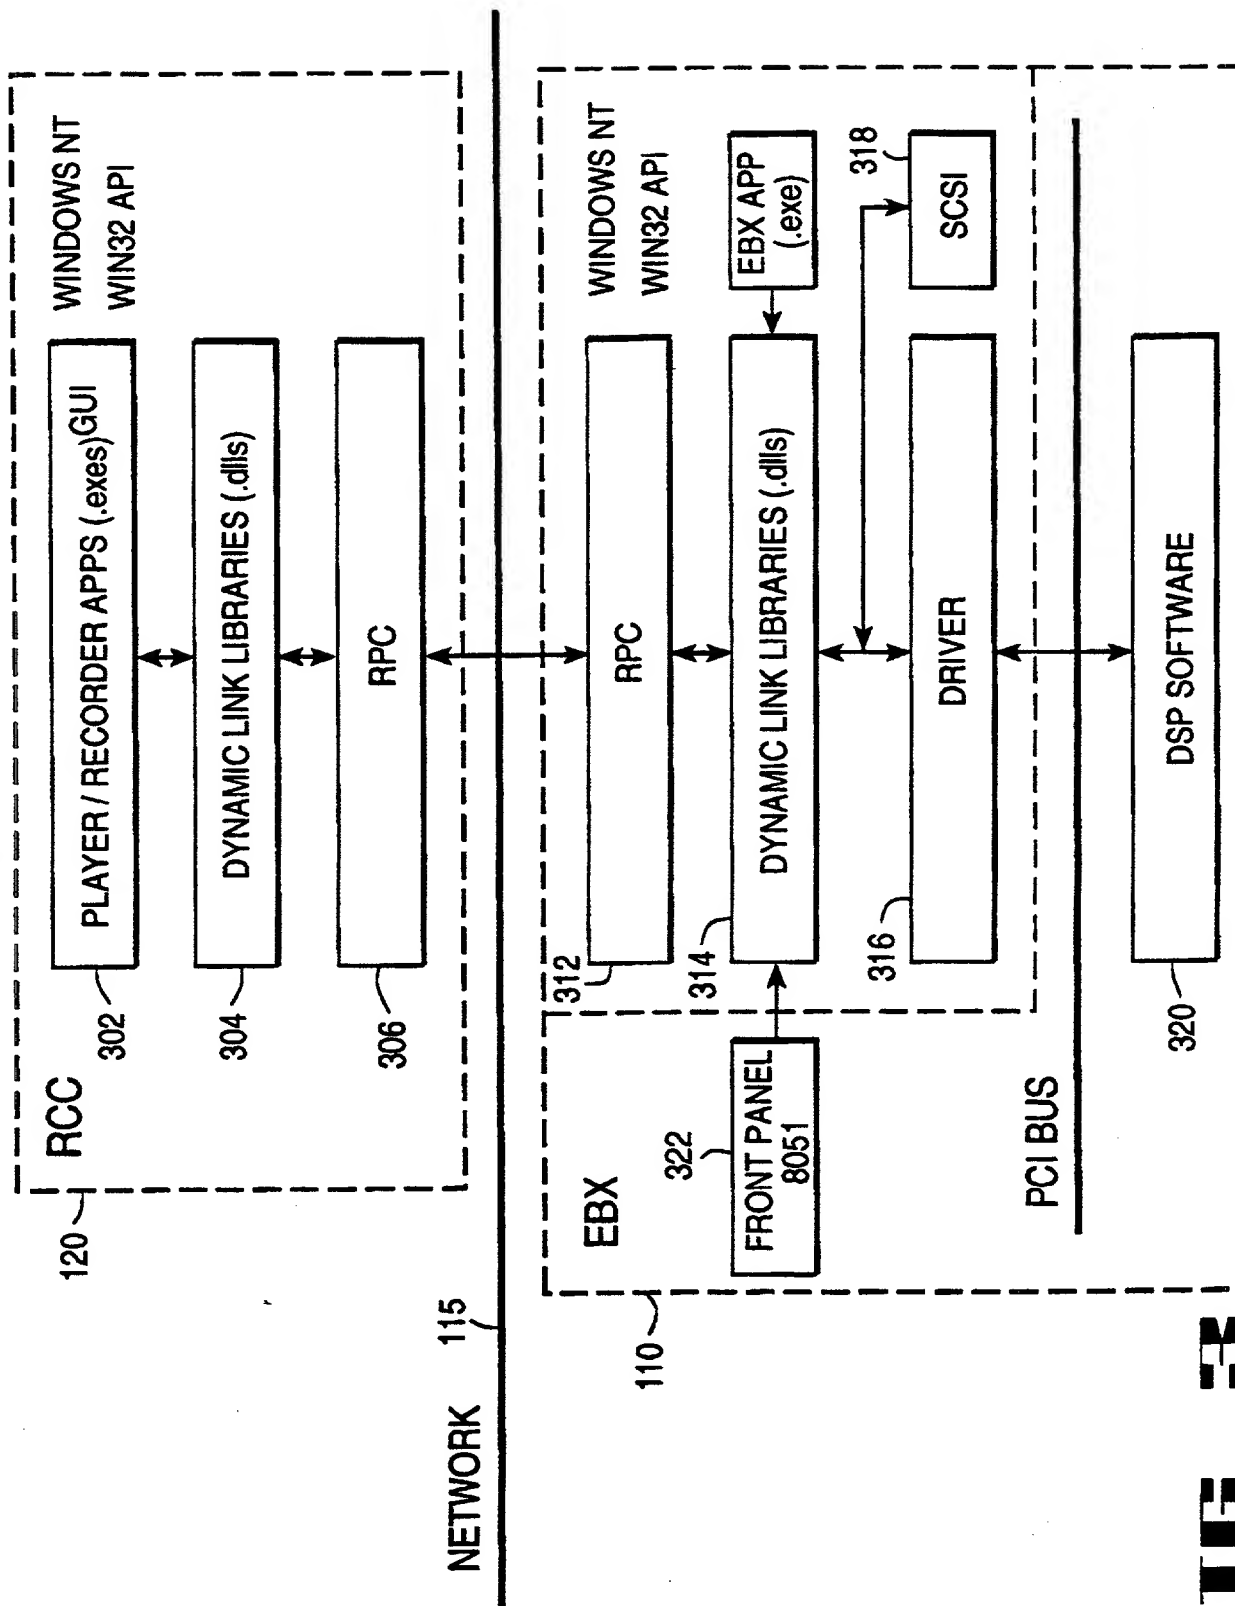 120
RCC
WINDOWS NT
WIN32 API
302
PLAYER / RECORDER APPS (.exes) GUI
304
DYNAMIC LINK LIBRARIES (.dlls)
306
RPC
NETWORK 115
110
EBX
WINDOWS NT
WIN32 API
312
RPC
322
FRONT PANEL
8051
314
DYNAMIC LINK LIBRARIES (.dlls)
EBX APP
(.exe)
316
DRIVER
318
SCSI
PCI BUS
320
DSP SOFTWARE